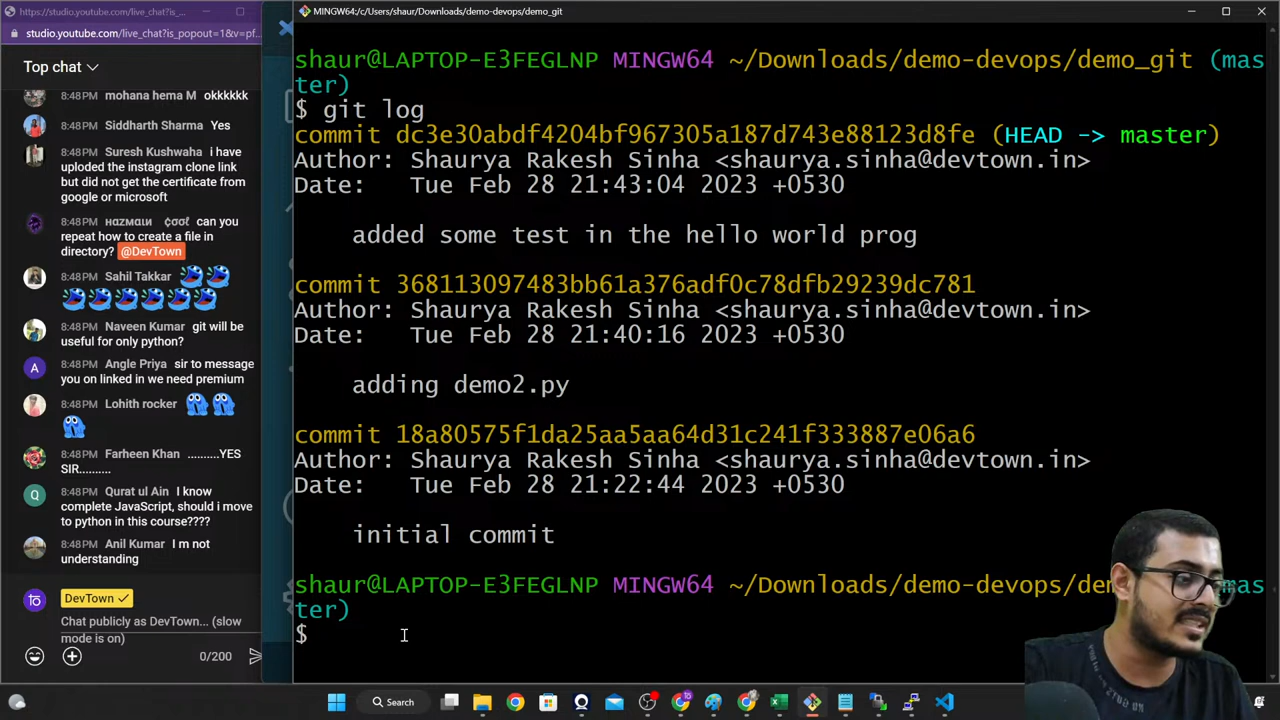 https://studio.youtube.com/live_chat?is_...
studio.youtube.com/live_chat?is_popout=1&v=pf...
Top chat
8:48PM mohana hema M okkkkkk
8:48PM Siddharth Sharma Yes
8:48PM Suresh Kushwaha i have
uploded the instagram clone link
but did not get the certificate from
google or microsoft
8:48PM нαzмαιи ¢σσℓ can you
repeat how to create a file in
directory? @DevTown
8:48PM Sahil Takkar
8:48PM Naveen Kumar git will be
useful for only python?
A
8:48PM Angle Priya sir to message
you on linked in we need premium
8:48PM Lohith rocker
8:48PM Farheen Khan ..........YES
SIR..........
Q
8:48PM Qurat ul Ain I know
complete JavaScript, should i move
to python in this course????
8:48PM Anil Kumar I m not
understanding
DevTown
Chat publicly as DevTown... (slow
mode is on)
0/200
MINGW64:/c/Users/shaur/Downloads/demo-devops/demo_git
shaur@LAPTOP-E3FEGLNP MINGW64 ~/Downloads/demo-devops/demo_git (mas
ter)
$ git log
commit dc3e30abdf4204bf967305a187d743e88123d8fe (HEAD -> master)
Author: Shaurya Rakesh Sinha <shaurya.sinha@devtown.in>
Date: Tue Feb 28 21:43:04 2023 +0530
added some test in the hello world prog
commit 368113097483bb61a376adf0c78dfb29239dc781
Author: Shaurya Rakesh Sinha <shaurya.sinha@devtown.in>
Date: Tue Feb 28 21:40:16 2023 +0530
adding demo2.py
commit 18a80575f1da25aa5aa64d31c241f333887e06a6
Author: Shaurya Rakesh Sinha <shaurya.sinha@devtown.in>
Date: Tue Feb 28 21:22:44 2023 +0530
initial commit
shaur@LAPTOP-E3FEGLNP MINGW64 ~/Downloads/demo-devops/de mas
ter)
$
Search